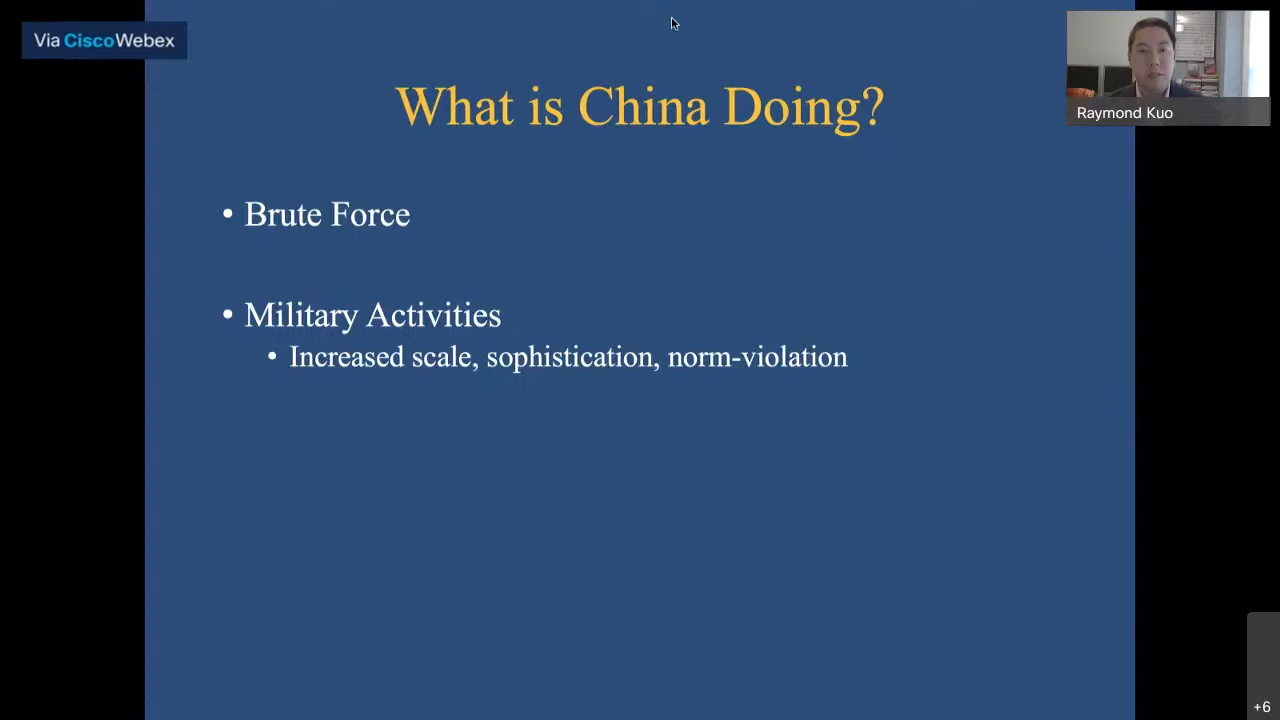 Via CiscoWebex
What is China Doing?
Raymond Kuo
• Brute Force
• Military Activities
• Increased scale, sophistication, norm-violation
+6